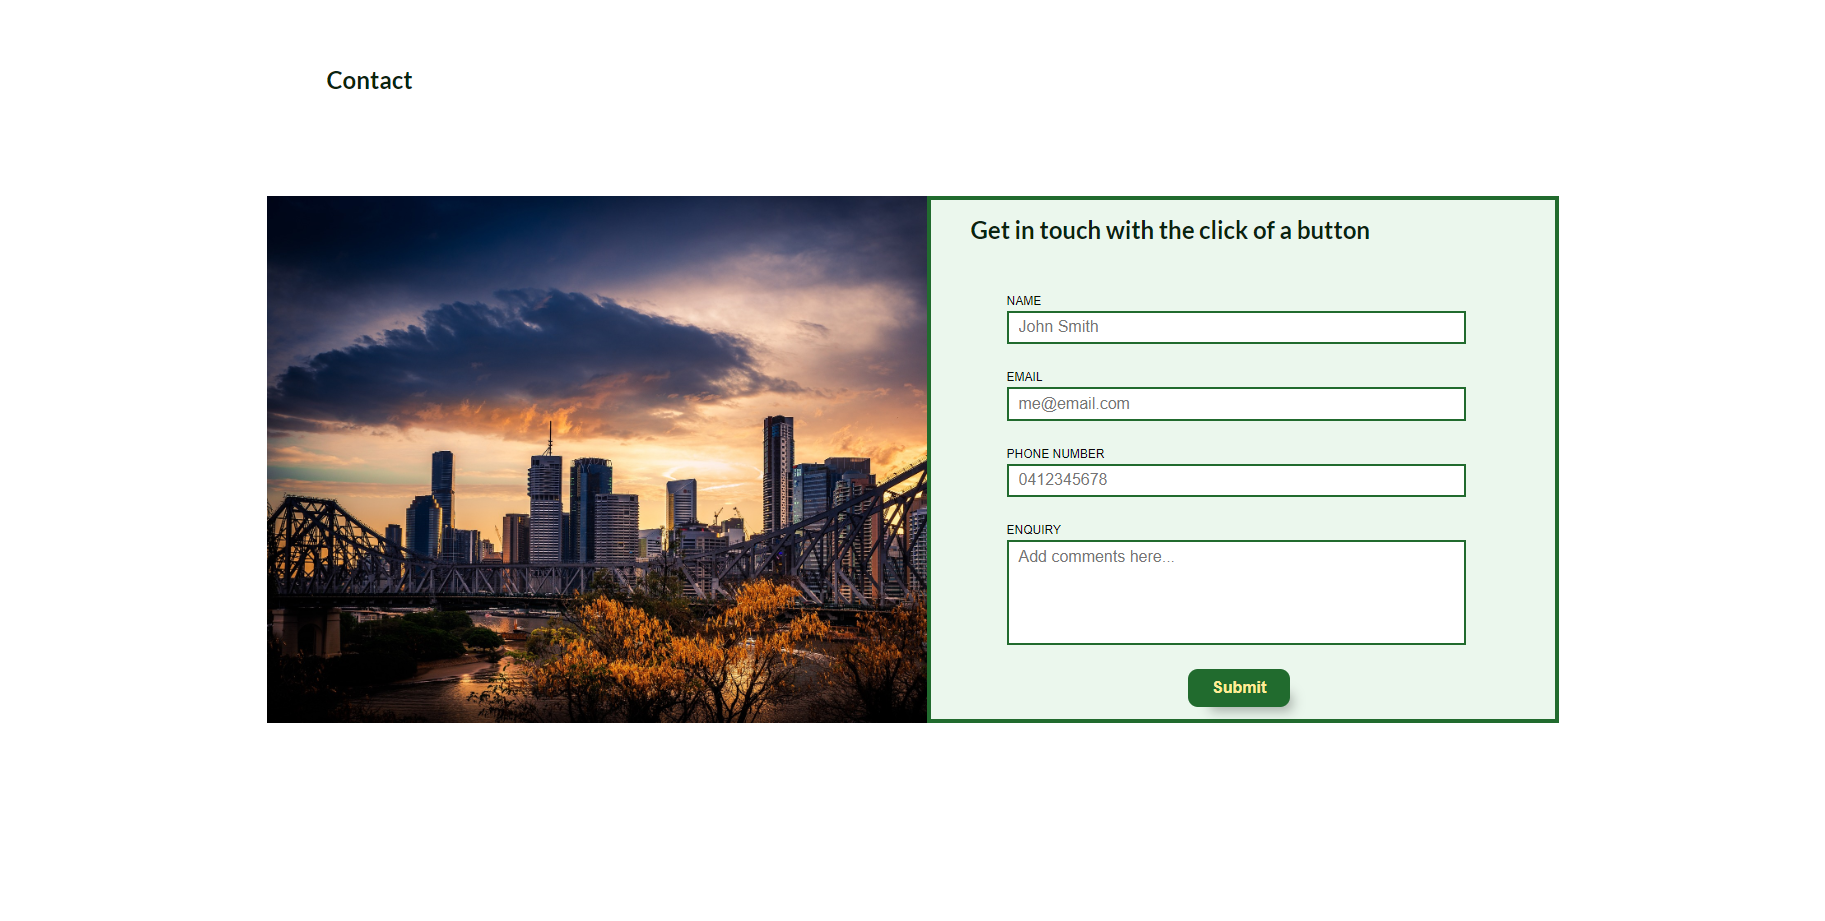 Contact
Get in touch with the click of a button
NAME
John Smith
EMAIL
me@email.com
PHONE NUMBER
0412345678
ENQUIRY
Add comments here...
Submit